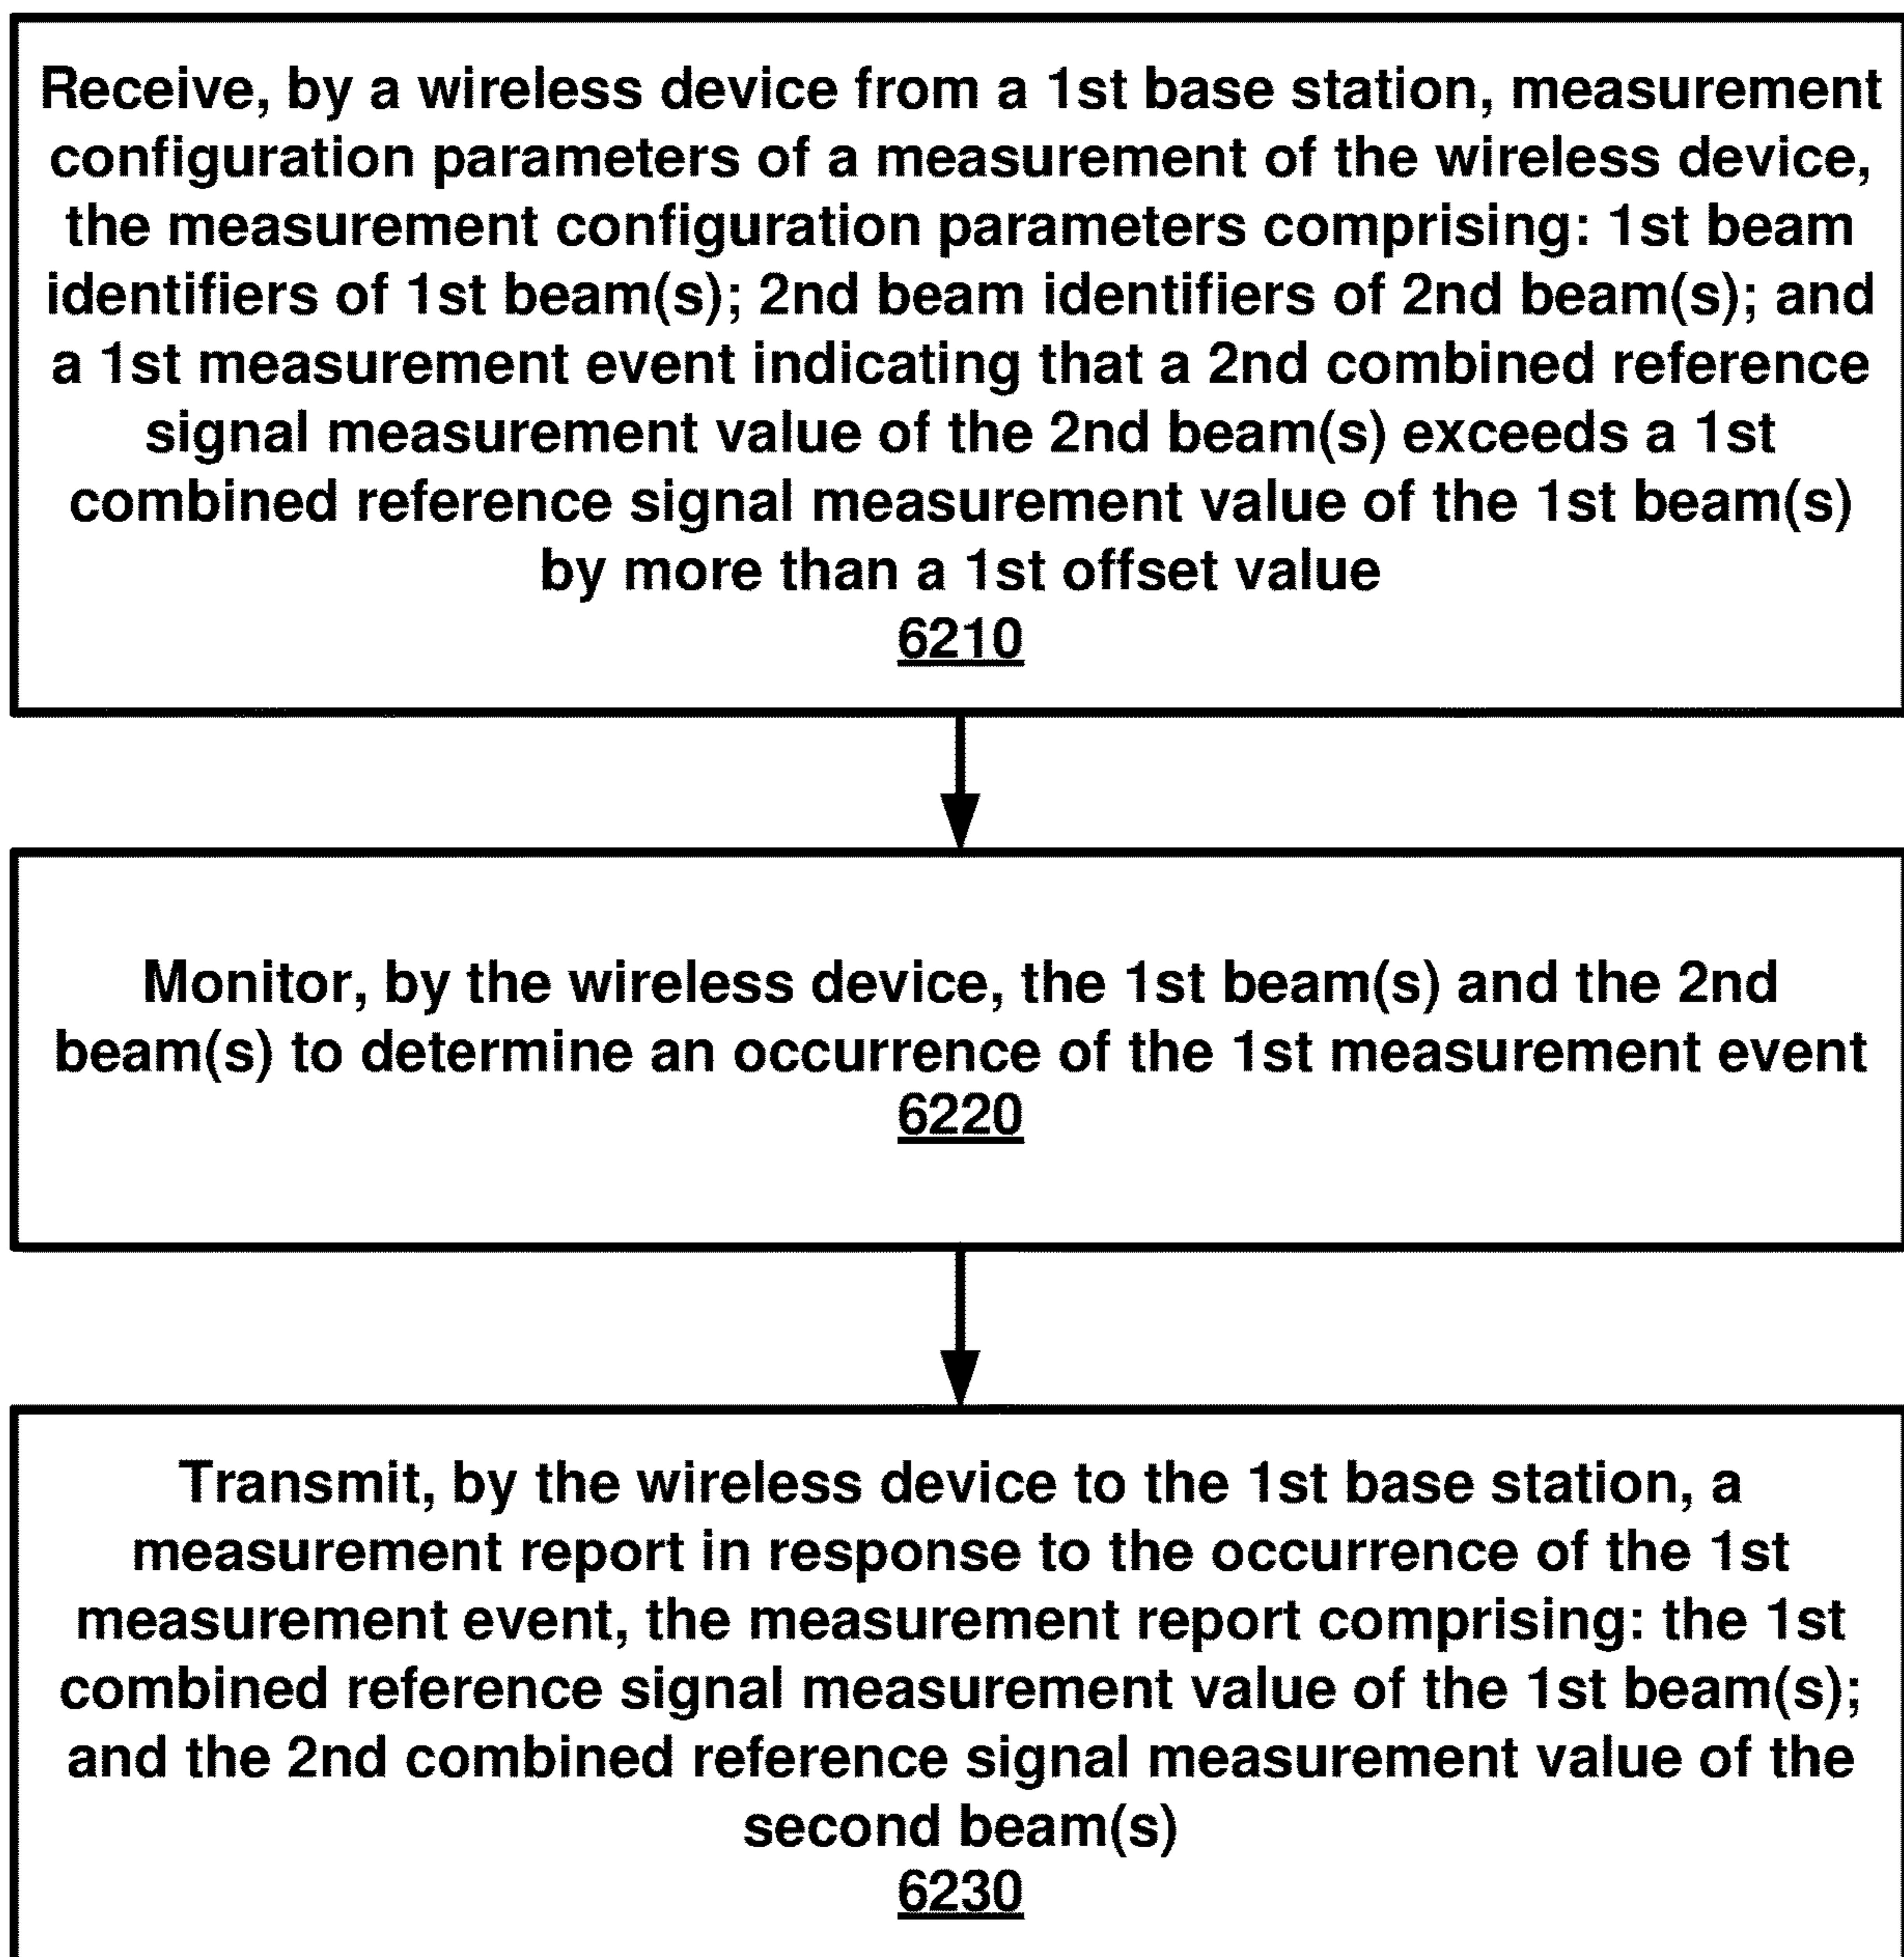 Receive, by a wireless device from a 1st base station, measurement
configuration parameters of a measurement of the wireless device,
the measurement configuration parameters comprising: 1st beam
identifiers of 1st beam(s); 2nd beam identifiers of 2nd beam(s); and
a 1st measurement event indicating that a 2nd combined reference
signal measurement value of the 2nd beam(s) exceeds a 1st
combined reference signal measurement value of the 1st beam(s)
by more than a 1st offset value
6210
Monitor, by the wireless device, the 1st beam(s) and the 2nd
beam(s) to determine an occurrence of the 1st measurement event
6220
Transmit, by the wireless device to the 1st base station, a
measurement report in response to the occurrence of the 1st
measurement event, the measurement report comprising: the 1st
combined reference signal measurement value of the 1st beam(s);
and the 2nd combined reference signal measurement value of the
second beam(s)
6230